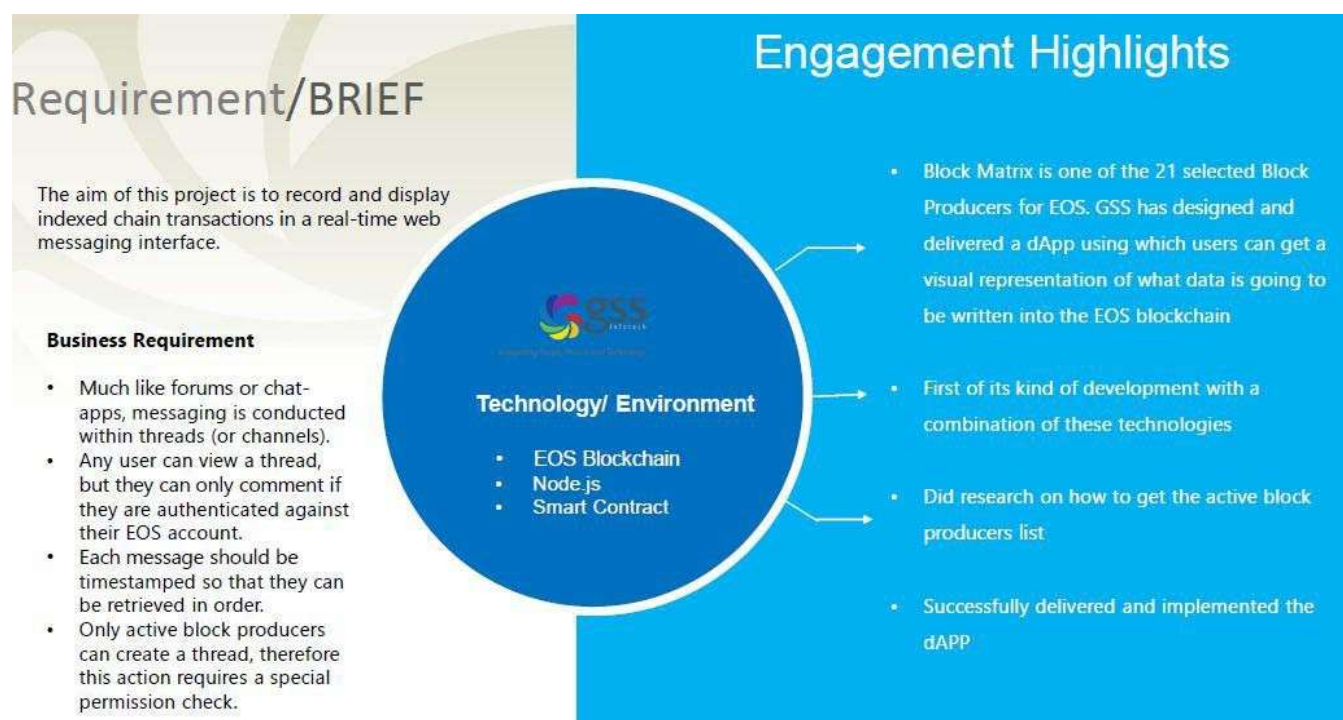 Requirement/BRIEF
The aim of this project is to record and display
indexed chain transactions in a real-time web
messaging interface.
Business Requirement
• Much like forums or chat-
apps, messaging is conducted
within threads (or channels).
• Any user can view a thread,
but they can only comment if
they are authenticated against
their EOS account.
• Each message should be
timestamped so that they can
be retrieved in order.
• Only active block producers
can create a thread, therefore
this action requires a special
permission check.
gss
infotech
Technology/ Environment
• EOS Blockchain
• Node.js
• Smart Contract
Engagement Highlights
• Block Matrix is one of the 21 selected Block
Producers for EOS. GSS has designed and
delivered a dApp using which users can get a
visual representation of what data is going to
be written into the EOS blockchain
• First of its kind of development with a
combination of these technologies
• Did research on how to get the active block
producers list
• Successfully delivered and implemented the
dAPP